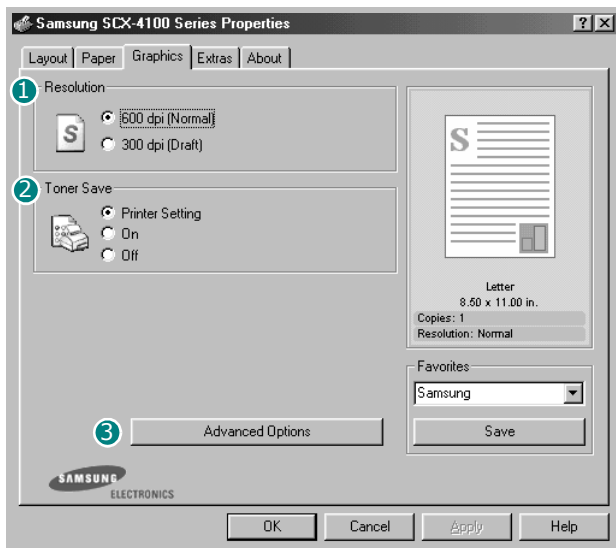 Samsung SCX-4100 Series Properties
Layout Paper Graphics Extras About
1 Resolution
S
600 dpi (Normal)
300 dpi (Draft)
2 Toner Save
Printer Setting
On
Off
3 Advanced Options
S
Letter
8.50 x 11.00 in.
Copies: 1
Resolution: Normal
Favorites
Samsung
Save
SAMSUNG
ELECTRONICS
OK Cancel Apply Help